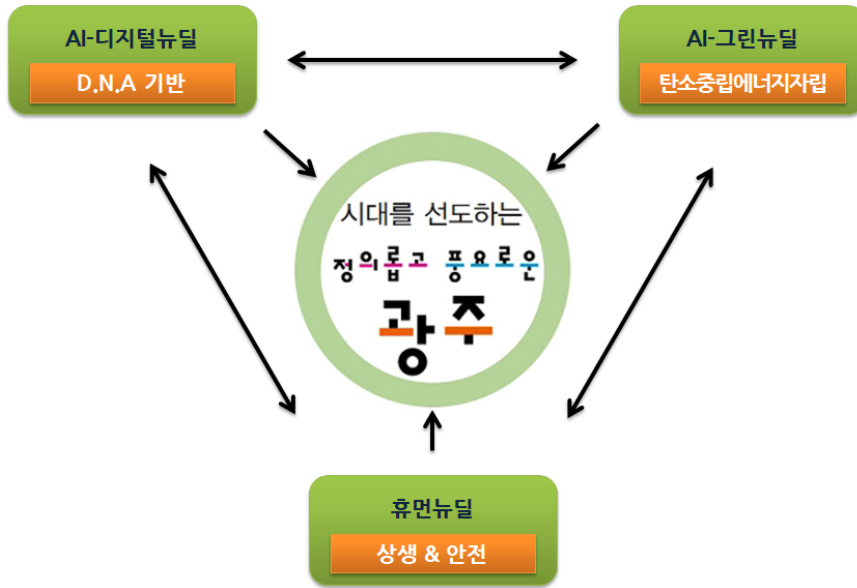 AI-디지털뉴딜
D.N.A 기반
AI-그린뉴딜
탄소중립에너지자립
시대를 선도하는
정의롭고 풍요로운
광주
휴먼뉴딜
상생 & 안전